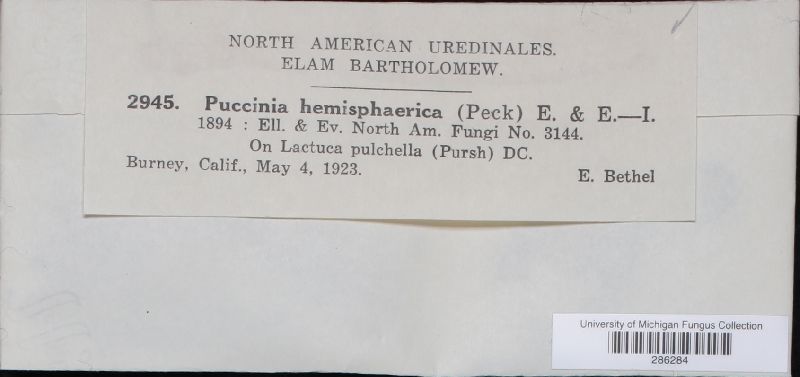 NORTH AMERICAN UREDINALES.
ELAM BARTHOLOMEW.
2945. Puccinia hemisphaerica (Peck) E. & E.—I.
1894 : Ell. & Ev. North Am. Fungi No. 3144.
On Lactuca pulchella (Pursh) DC.
Burney, Calif., May 4, 1923. E. Bethel
University of Michigan Fungus Collection
286284